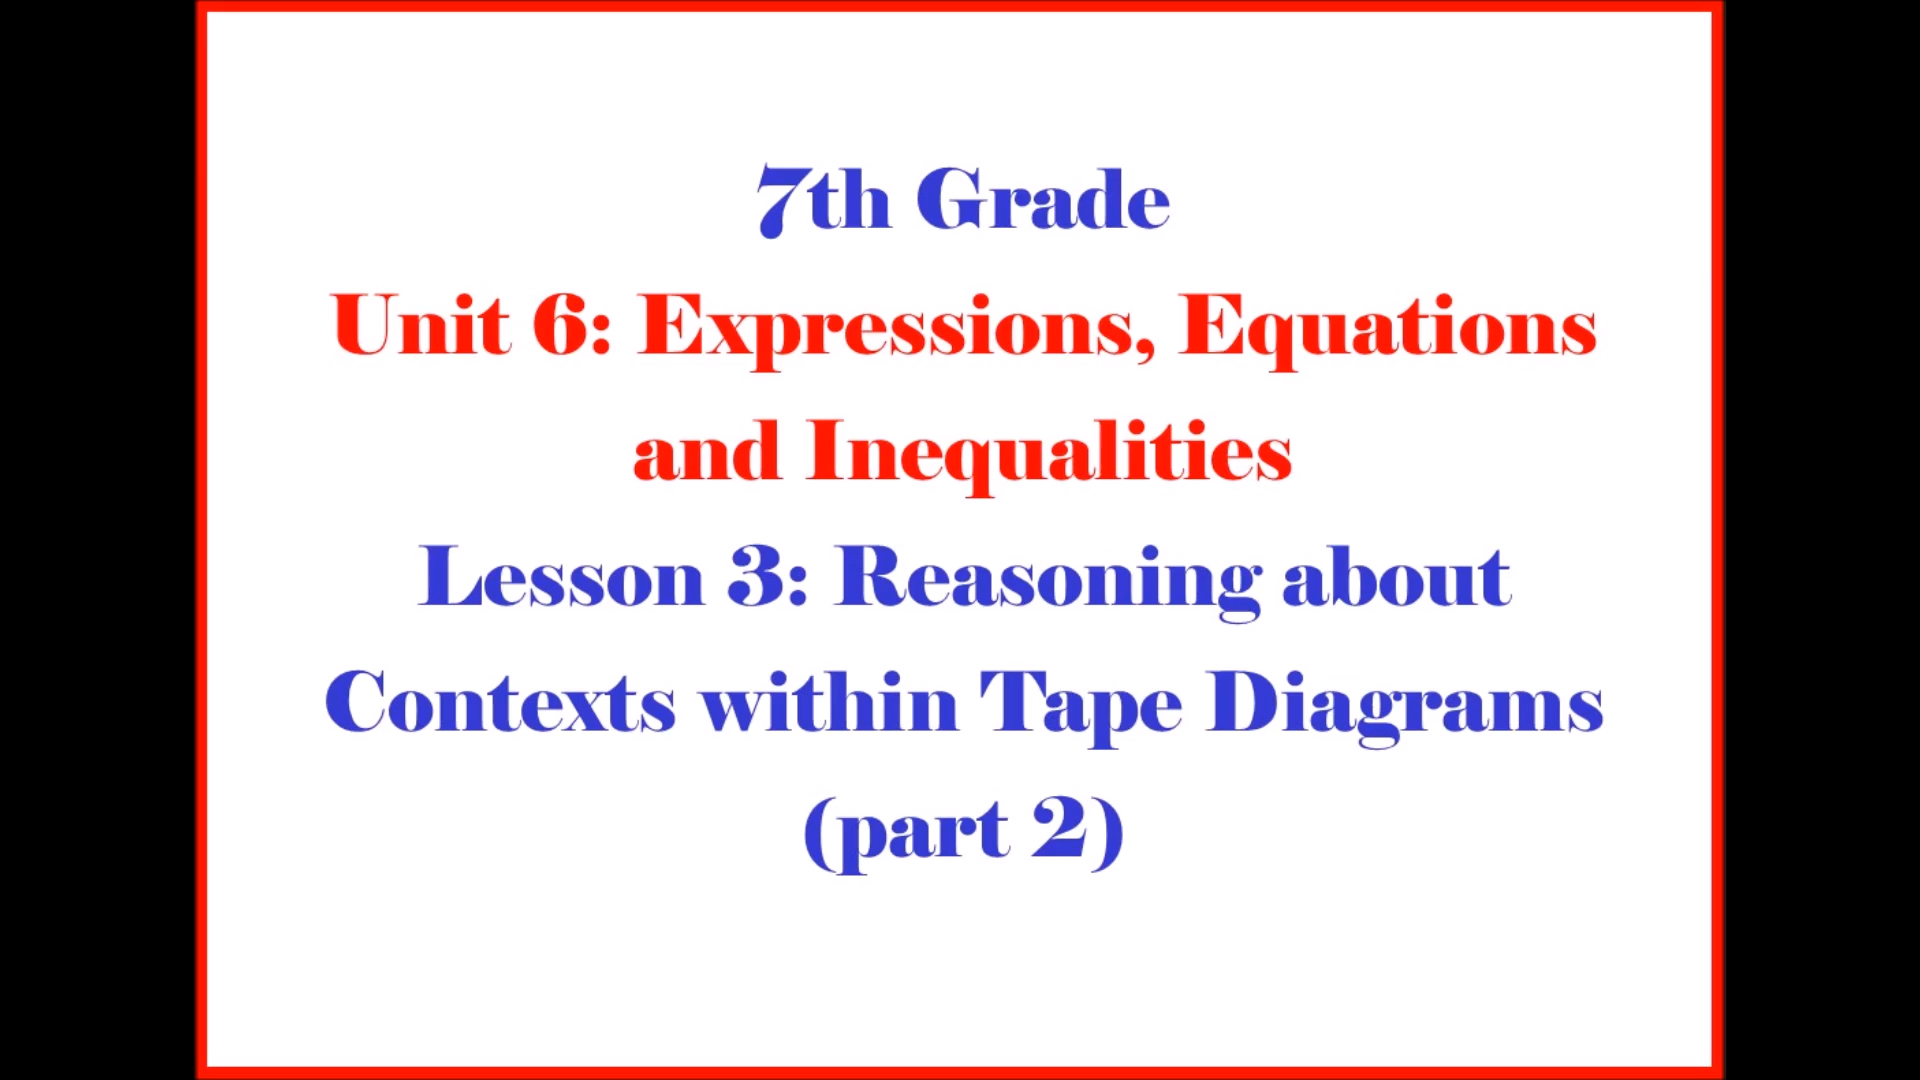 7th Grade
Unit 6: Expressions, Equations
and Inequalities
Lesson 3: Reasoning about
Contexts within Tape Diagrams
(part 2)